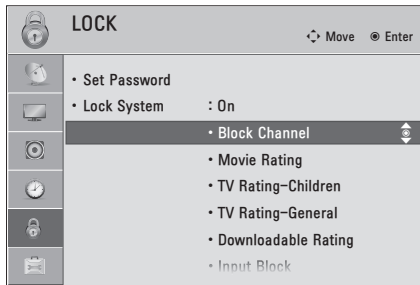 LOCK
Move Enter
• Set Password
• Lock System : On
• Block Channel
• Movie Rating
• TV Rating-Children
• TV Rating-General
• Downloadable Rating
• Input Block